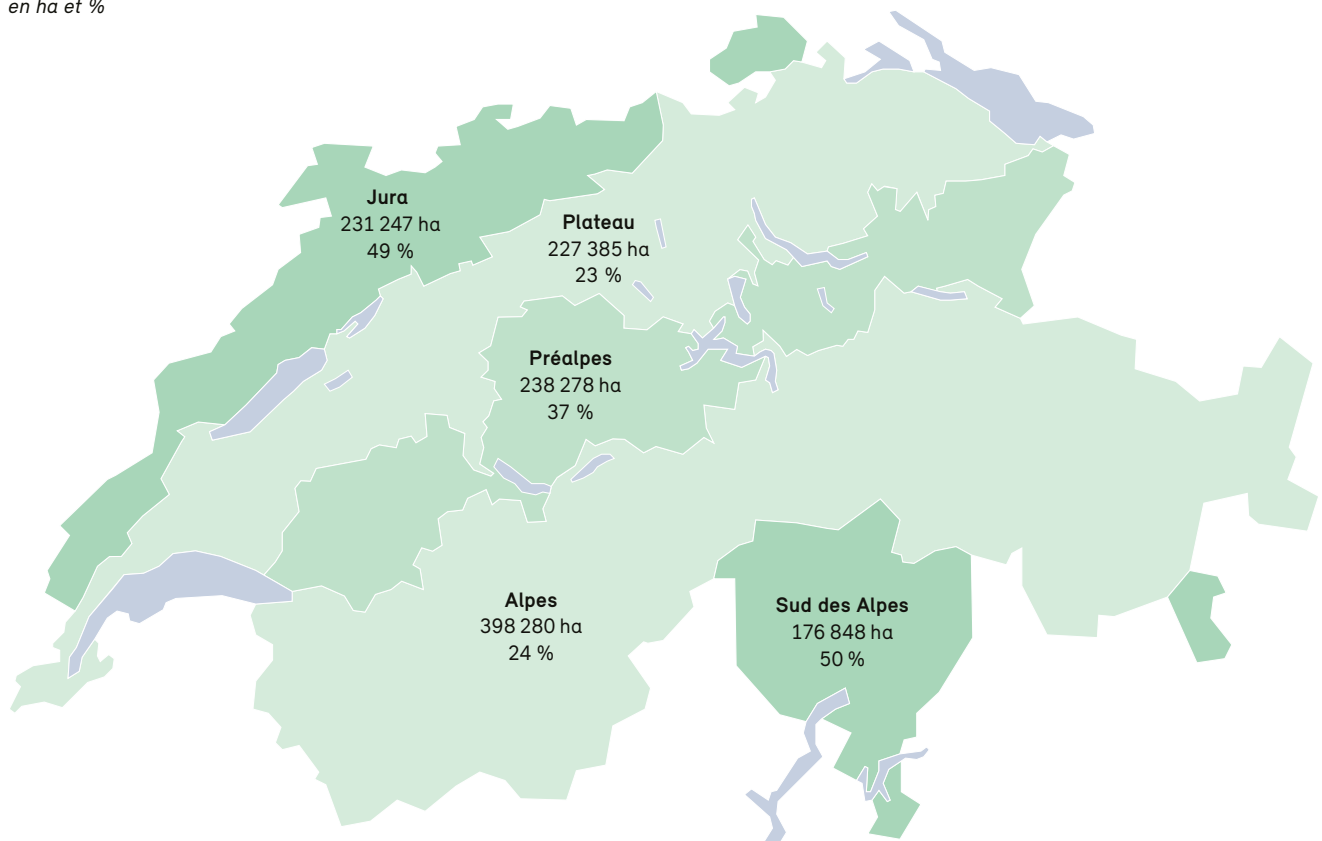 en ha et %
Jura
231 247 ha
49 %
Plateau
227 385 ha
23 %
Préalpes
238 278 ha
37 %
Alpes
398 280 ha
24 %
Sud des Alpes
176 848 ha
50 %